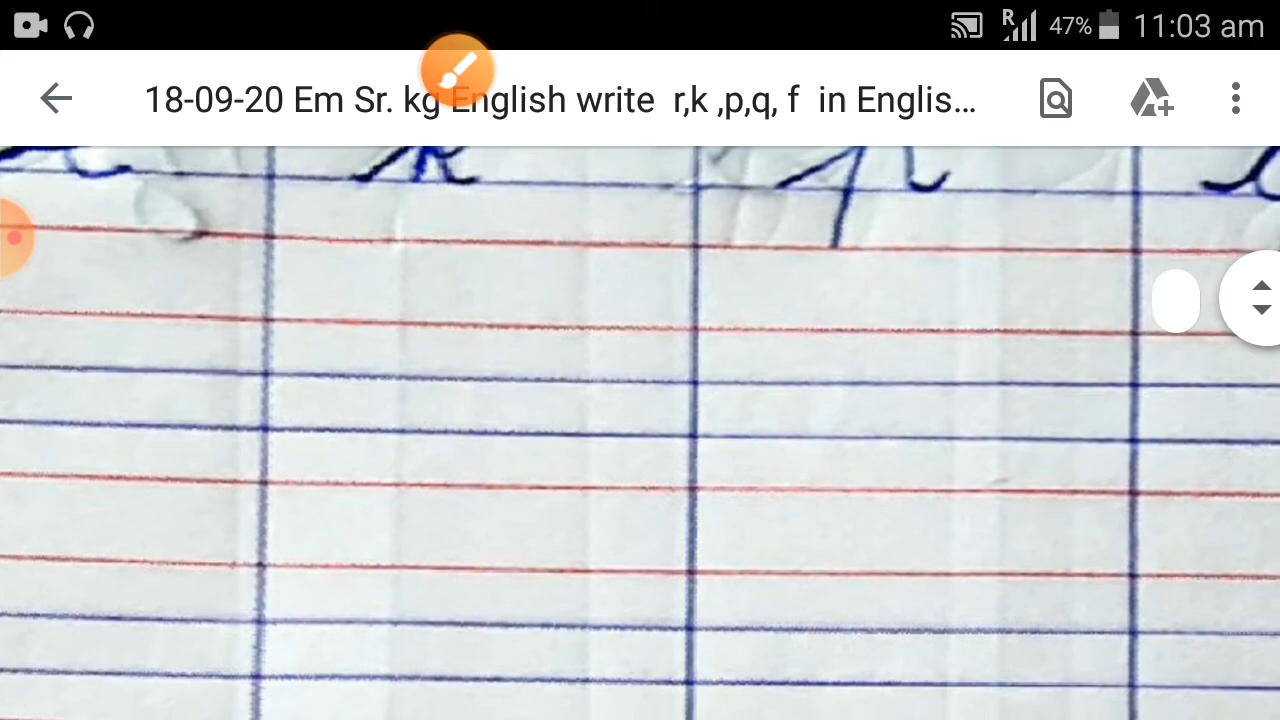 R 47% 11:03 am
18-09-20 Em Sr. kg English write r,k ,p,q, f in Englis...
k p